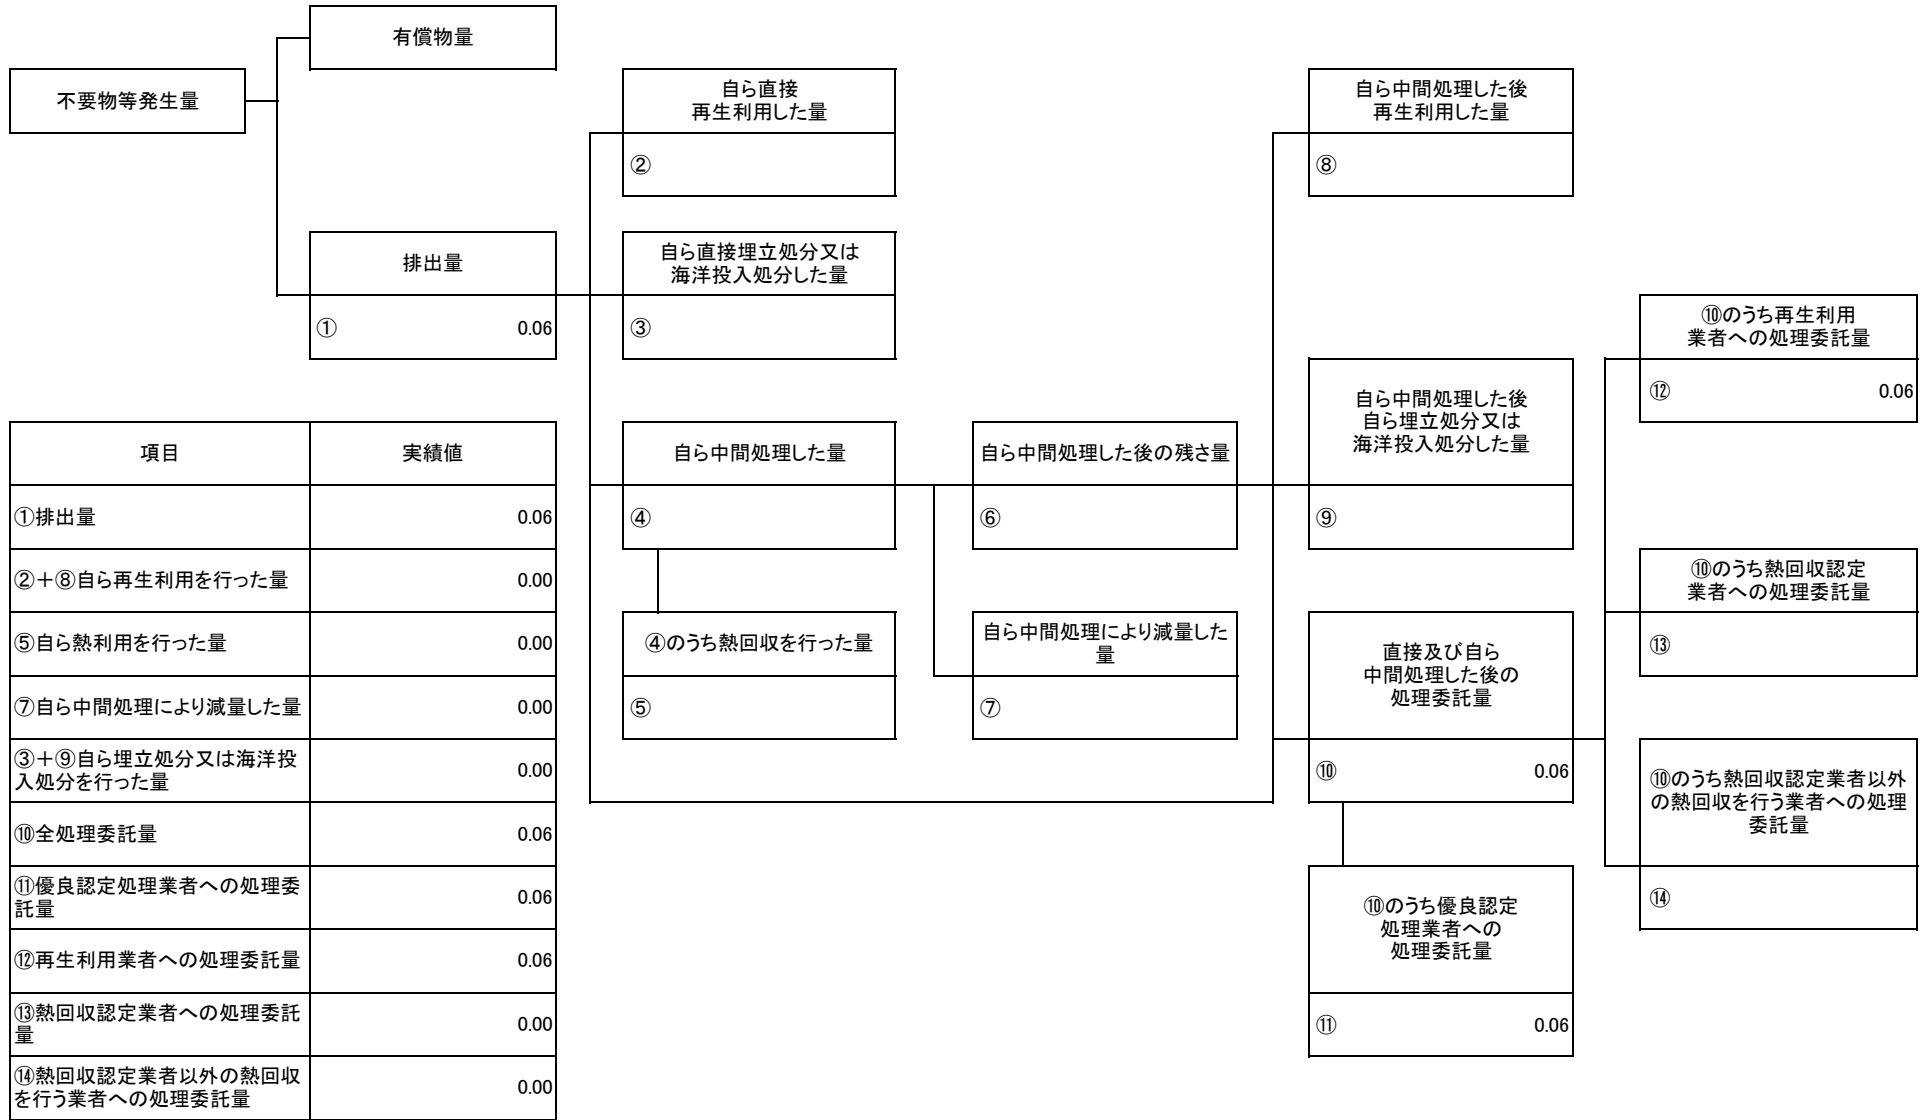 有償物量
不要物等発生量
自ら直接
再生利用した量
②
自ら中間処理した後
再生利用した量
⑧
排出量
① 0.06
自ら直接埋立処分又は
海洋投入処分した量
③
⑩のうち再生利用
業者への処理委託量
⑫ 0.06
自ら中間処理した後
自ら埋立処分又は
海洋投入処分した量
⑨
自ら中間処理した量
④
自ら中間処理した後の残さ量
⑥
④のうち熱回収を行った量
⑤
自ら中間処理により減量した
量
⑦
直接及び自ら
中間処理した後の
処理委託量
⑩ 0.06
⑩のうち熱回収認定
業者への処理委託量
⑬
⑩のうち熱回収認定業者以外
の熱回収を行う業者への処理
委託量
⑭
⑩のうち優良認定
処理業者への
処理委託量
⑪ 0.06
項目 実績値
①排出量 0.06
②+⑧自ら再生利用を行った量 0.00
⑤自ら熱利用を行った量 0.00
⑦自ら中間処理により減量した量 0.00
③+⑨自ら埋立処分又は海洋投
入処分を行った量 0.00
⑩全処理委託量 0.06
⑪優良認定処理業者への処理委
託量 0.06
⑫再生利用業者への処理委託量 0.06
⑬熱回収認定業者への処理委託
量 0.00
⑭熱回収認定業者以外の熱回収
を行う業者への処理委託量 0.00